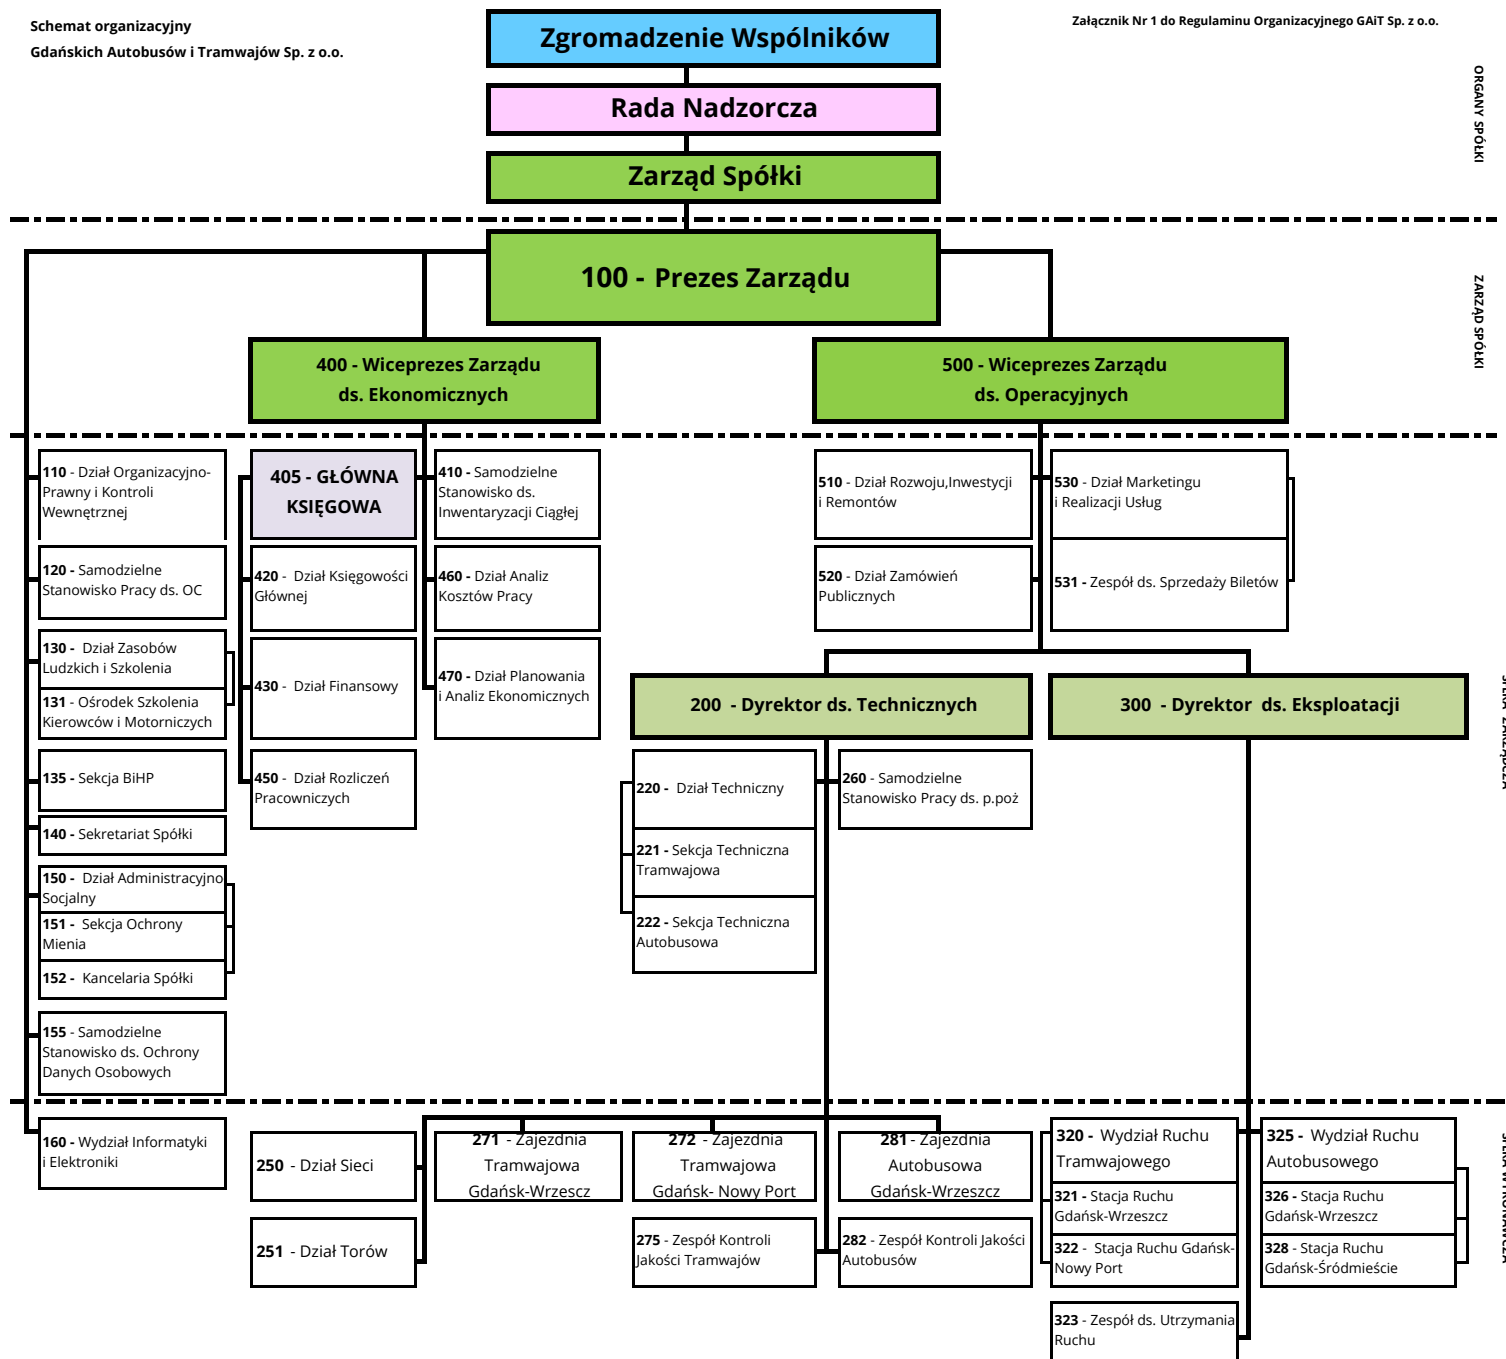 Schemat organizacyjny
Gdańskich Autobusów i Tramwajów Sp. z o.o.
Załącznik Nr 1 do Regulaminu Organizacyjnego GAiT Sp. z o.o.
Zgromadzenie Wspólników
Rada Nadzorcza
Zarząd Spółki
ORGANY SPÓŁKI
100 - Prezes Zarządu
ZARZĄD SPÓŁKI
400 - Wiceprezes Zarządu
ds. Ekonomicznych
500 - Wiceprezes Zarządu
ds. Operacyjnych
110 - Dział Organizacyjno-
Prawny i Kontroli
Wewnętrznej
120 - Samodzielne
Stanowisko Pracy ds. OC
130 - Dział Zasobów
Ludzkich i Szkolenia
131 - Ośrodek Szkolenia
Kierowców i Motorniczych
135 - Sekcja BiHP
140 - Sekretariat Spółki
150 - Dział Administracyjno
Socjalny
151 - Sekcja Ochrony
Mienia
152 - Kancelaria Spółki
155 - Samodzielne
Stanowisko ds. Ochrony
Danych Osobowych
160 - Wydział Informatyki
i Elektroniki
405 - GŁÓWNA
KSIĘGOWA
420 - Dział Księgowości
Głównej
430 - Dział Finansowy
450 - Dział Rozliczeń
Pracowniczych
410 - Samodzielne
Stanowisko ds.
Inwentaryzacji Ciągłej
460 - Dział Analiz
Kosztów Pracy
470 - Dział Planowania
i Analiz Ekonomicznych
510 - Dział Rozwoju,Inwestycji
i Remontów
520 - Dział Zamówień
Publicznych
530 - Dział Marketingu
i Realizacji Usług
531 - Zespół ds. Sprzedaży Biletów
200 - Dyrektor ds. Technicznych
300 - Dyrektor ds. Eksploatacji
220 - Dział Techniczny
221 - Sekcja Techniczna
Tramwajowa
222 - Sekcja Techniczna
Autobusowa
260 - Samodzielne
Stanowisko Pracy ds. p.poż
250 - Dział Sieci
251 - Dział Torów
271 - Zajezdnia
Tramwajowa
Gdańsk-Wrzescz
272 - Zajezdnia
Tramwajowa
Gdańsk- Nowy Port
281 - Zajezdnia
Autobusowa
Gdańsk-Wrzeszcz
275 - Zespół Kontroli
Jakości Tramwajów
282 - Zespół Kontroli Jakości
Autobusów
320 - Wydział Ruchu
Tramwajowego
321 - Stacja Ruchu
Gdańsk-Wrzeszcz
322 - Stacja Ruchu Gdańsk-
Nowy Port
323 - Zespół ds. Utrzymania
Ruchu
325 - Wydział Ruchu
Autobusowego
326 - Stacja Ruchu
Gdańsk-Wrzeszcz
328 - Stacja Ruchu
Gdańsk-Śródmieście